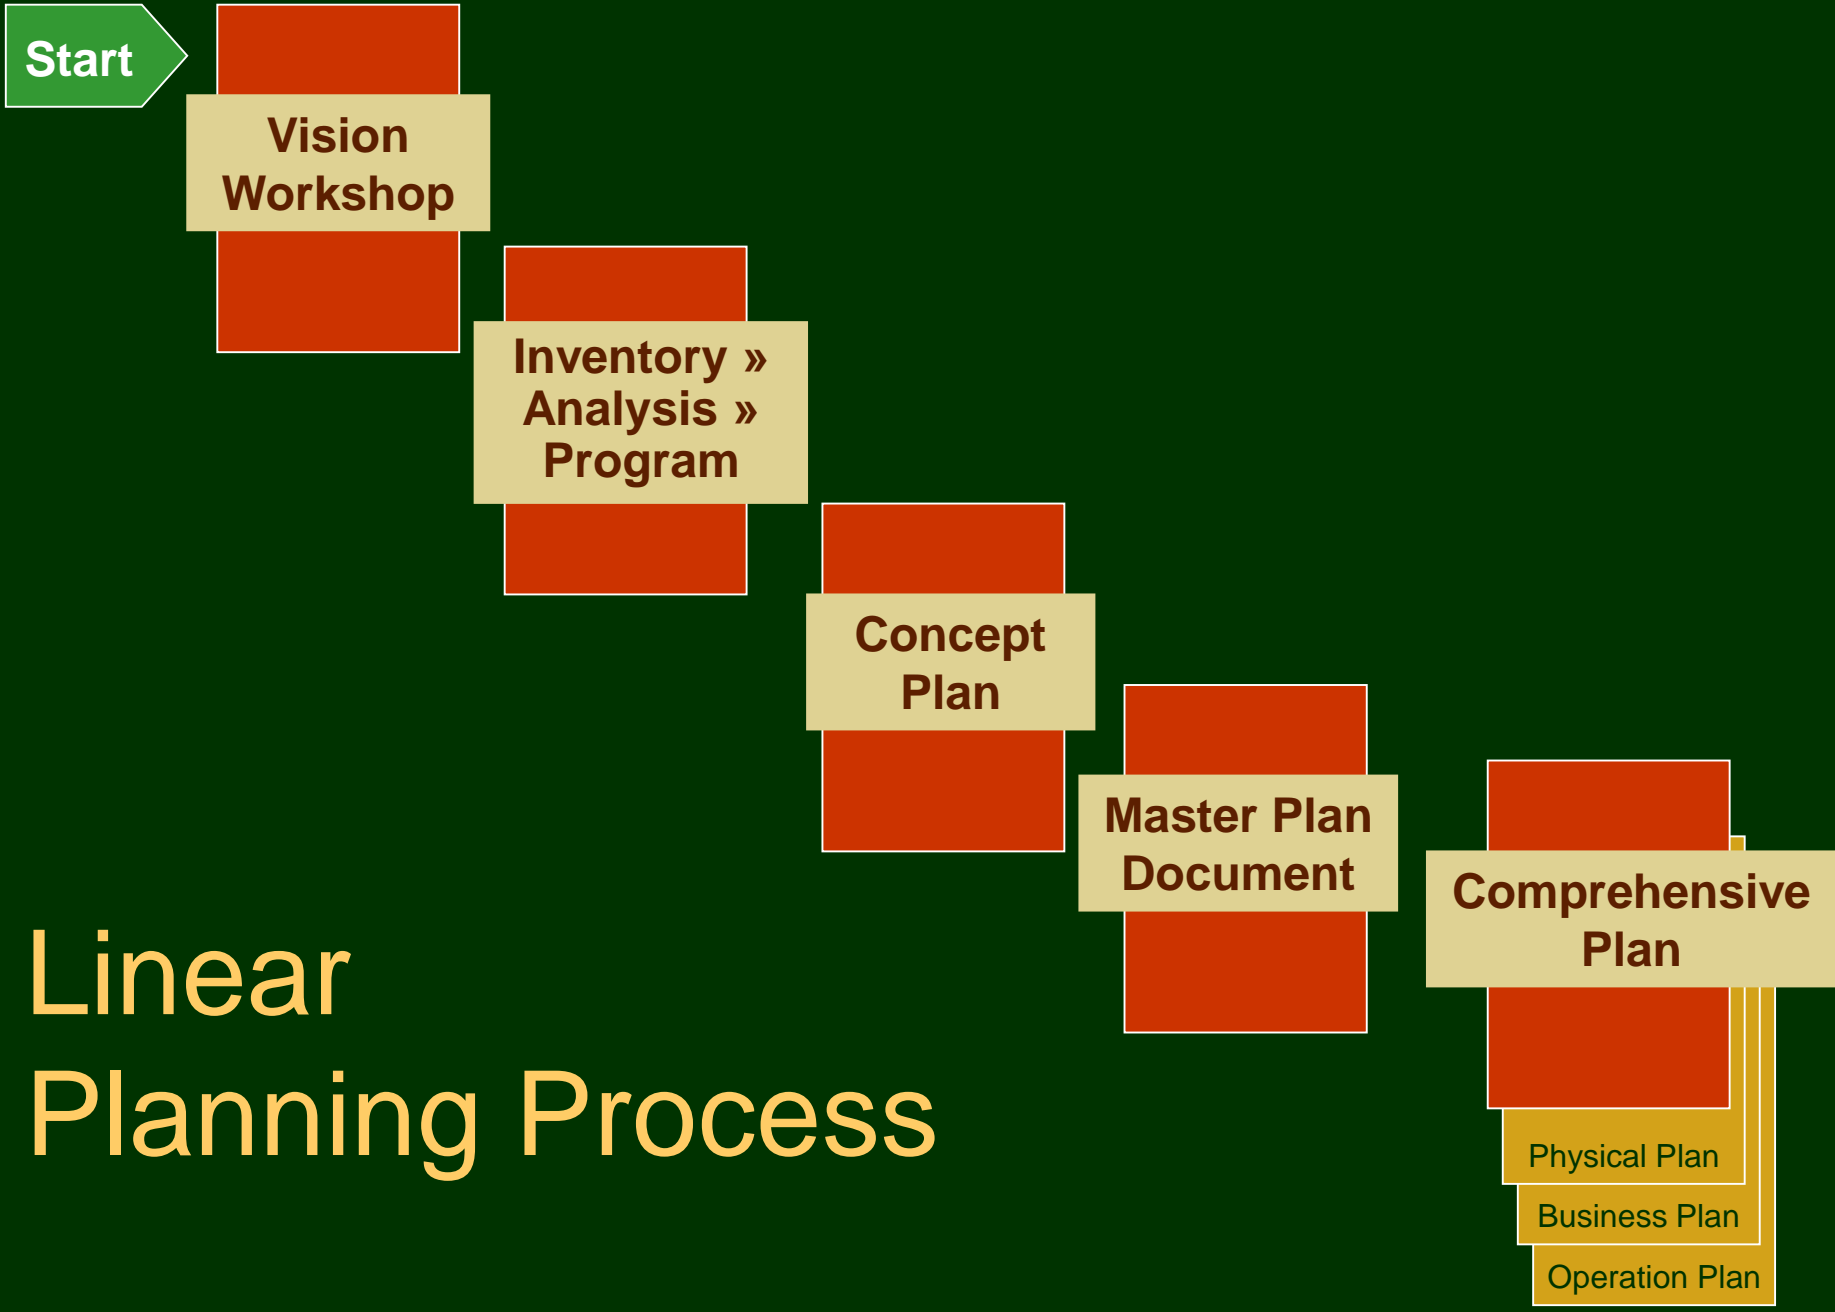 Start
Vision
Workshop
Inventory »
Analysis »
Program
Concept
Plan
Master Plan
Document
Comprehensive
Plan
Linear
Planning Process
Physical Plan
Business Plan
Operation Plan